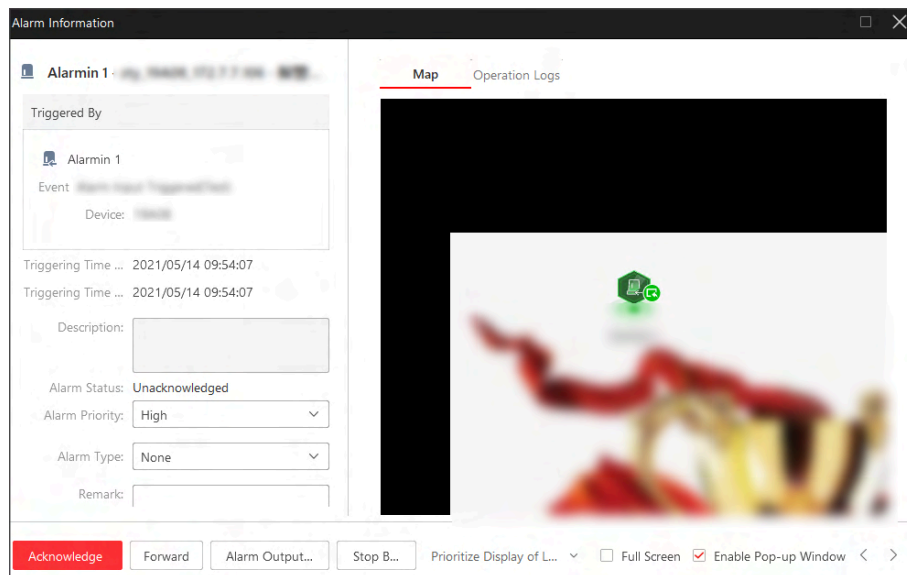 Alarm Information
Alarmin 1 -
Map
Operation Logs
Triggered By
Alarmin 1
Event
Device:
Triggering Time ... 2021/05/14 09:54:07
Triggering Time ... 2021/05/14 09:54:07
Description:
Alarm Status: Unacknowledged
Alarm Priority: High
Alarm Type: None
Remark:
Acknowledge Forward Alarm Output... Stop B... Prioritize Display of L... Full Screen Enable Pop-up Window